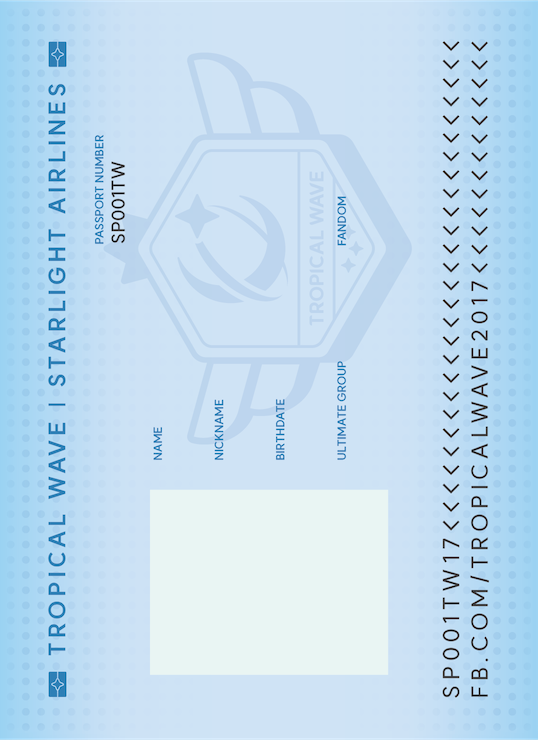 TROPICAL WAVE | STARLIGHT AIRLINES
PASSPORT NUMBER
SP001TW
NAME
NICKNAME
BIRTHDATE
ULTIMATE GROUP
FANDOM
TROPICAL WAVE
SP001TW17<<<<<<<<<<<<<<<<<<<<
FB.COM/TROPICALWAVE2017<<<<<<<<<<